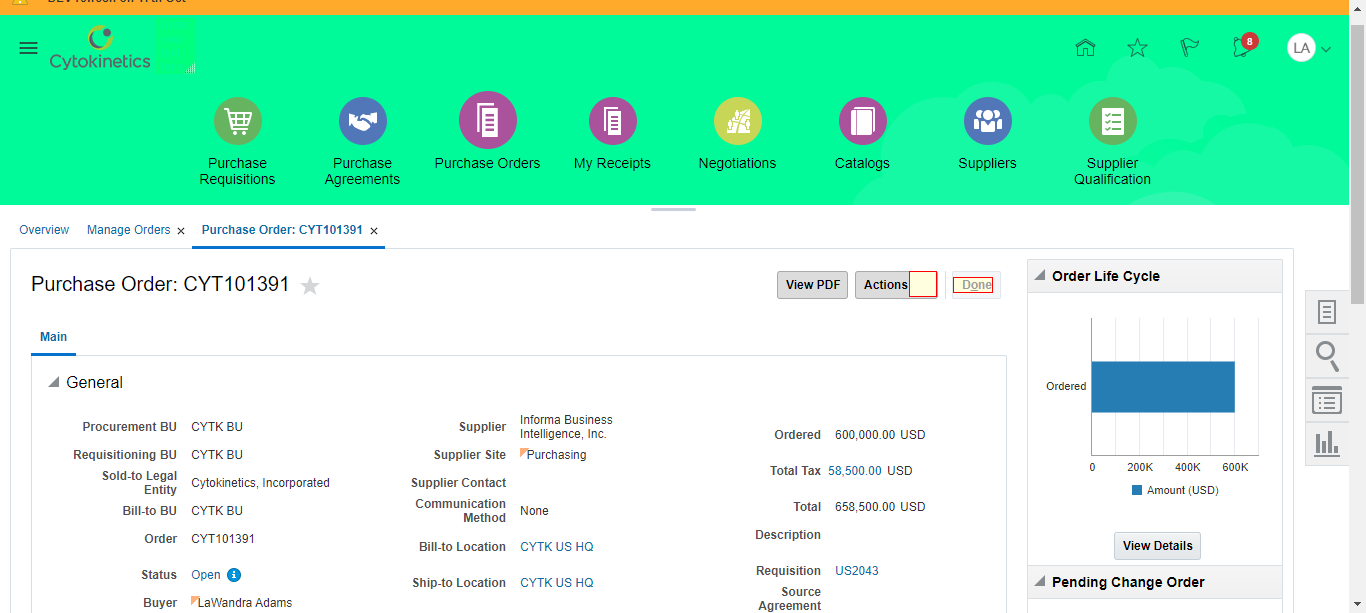 Cytokinetics
8
LA
Purchase Requisitions
Purchase Agreements
Purchase Orders
My Receipts
Negotiations
Catalogs
Suppliers
Supplier Qualification
Overview
Manage Orders ×
Purchase Order: CYT101391 ×
Purchase Order: CYT101391
View PDF
Actions
Done
Main
General
Procurement BU CYTK BU
Requisitioning BU CYTK BU
Sold-to Legal Entity Cytokinetics, Incorporated
Bill-to BU CYTK BU
Order CYT101391
Status Open
Buyer LaWandra Adams
Supplier Informa Business Intelligence, Inc.
Supplier Site Purchasing
Supplier Contact
Communication Method None
Bill-to Location CYTK US HQ
Ship-to Location CYTK US HQ
Ordered 600,000.00 USD
Total Tax 58,500.00 USD
Total 658,500.00 USD
Description
Requisition US2043
Source Agreement
Order Life Cycle
Ordered
0 200K 400K 600K
Amount (USD)
View Details
Pending Change Order